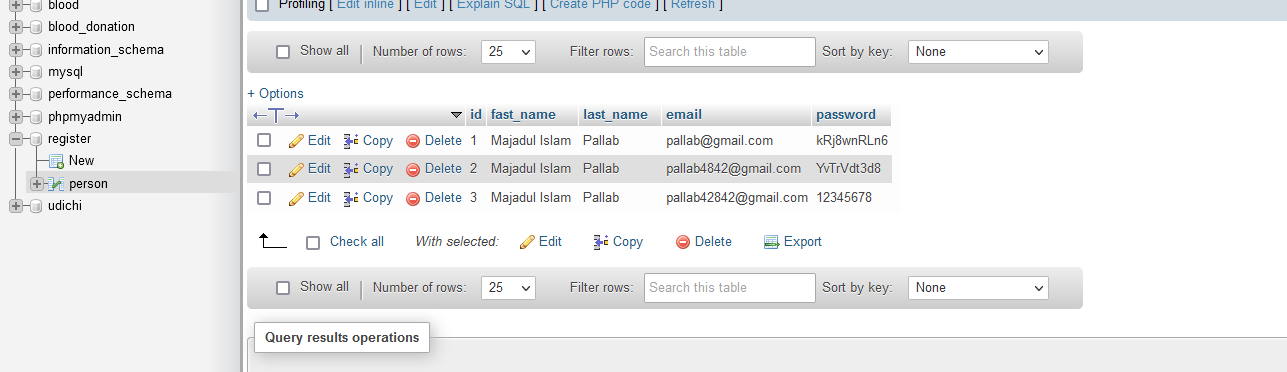 blood
blood_donation
information_schema
mysql
performance_schema
phpmyadmin
register
New
person
udichi
Profiling [ Edit inline ] [ Edit ] [ Explain SQL ] [ Create PHP code ] [ Refresh ]
Show all | Number of rows: 25 Filter rows: Search this table Sort by key: None
+ Options
←T→ id fast_name last_name email password
Edit Copy Delete 1 Majadul Islam Pallab pallab@gmail.com kRj8wnRLn6
Edit Copy Delete 2 Majadul Islam Pallab pallab4842@gmail.com YvTrVdt3d8
Edit Copy Delete 3 Majadul Islam Pallab pallab42842@gmail.com 12345678
Check all With selected: Edit Copy Delete Export
Show all | Number of rows: 25 Filter rows: Search this table Sort by key: None
Query results operations